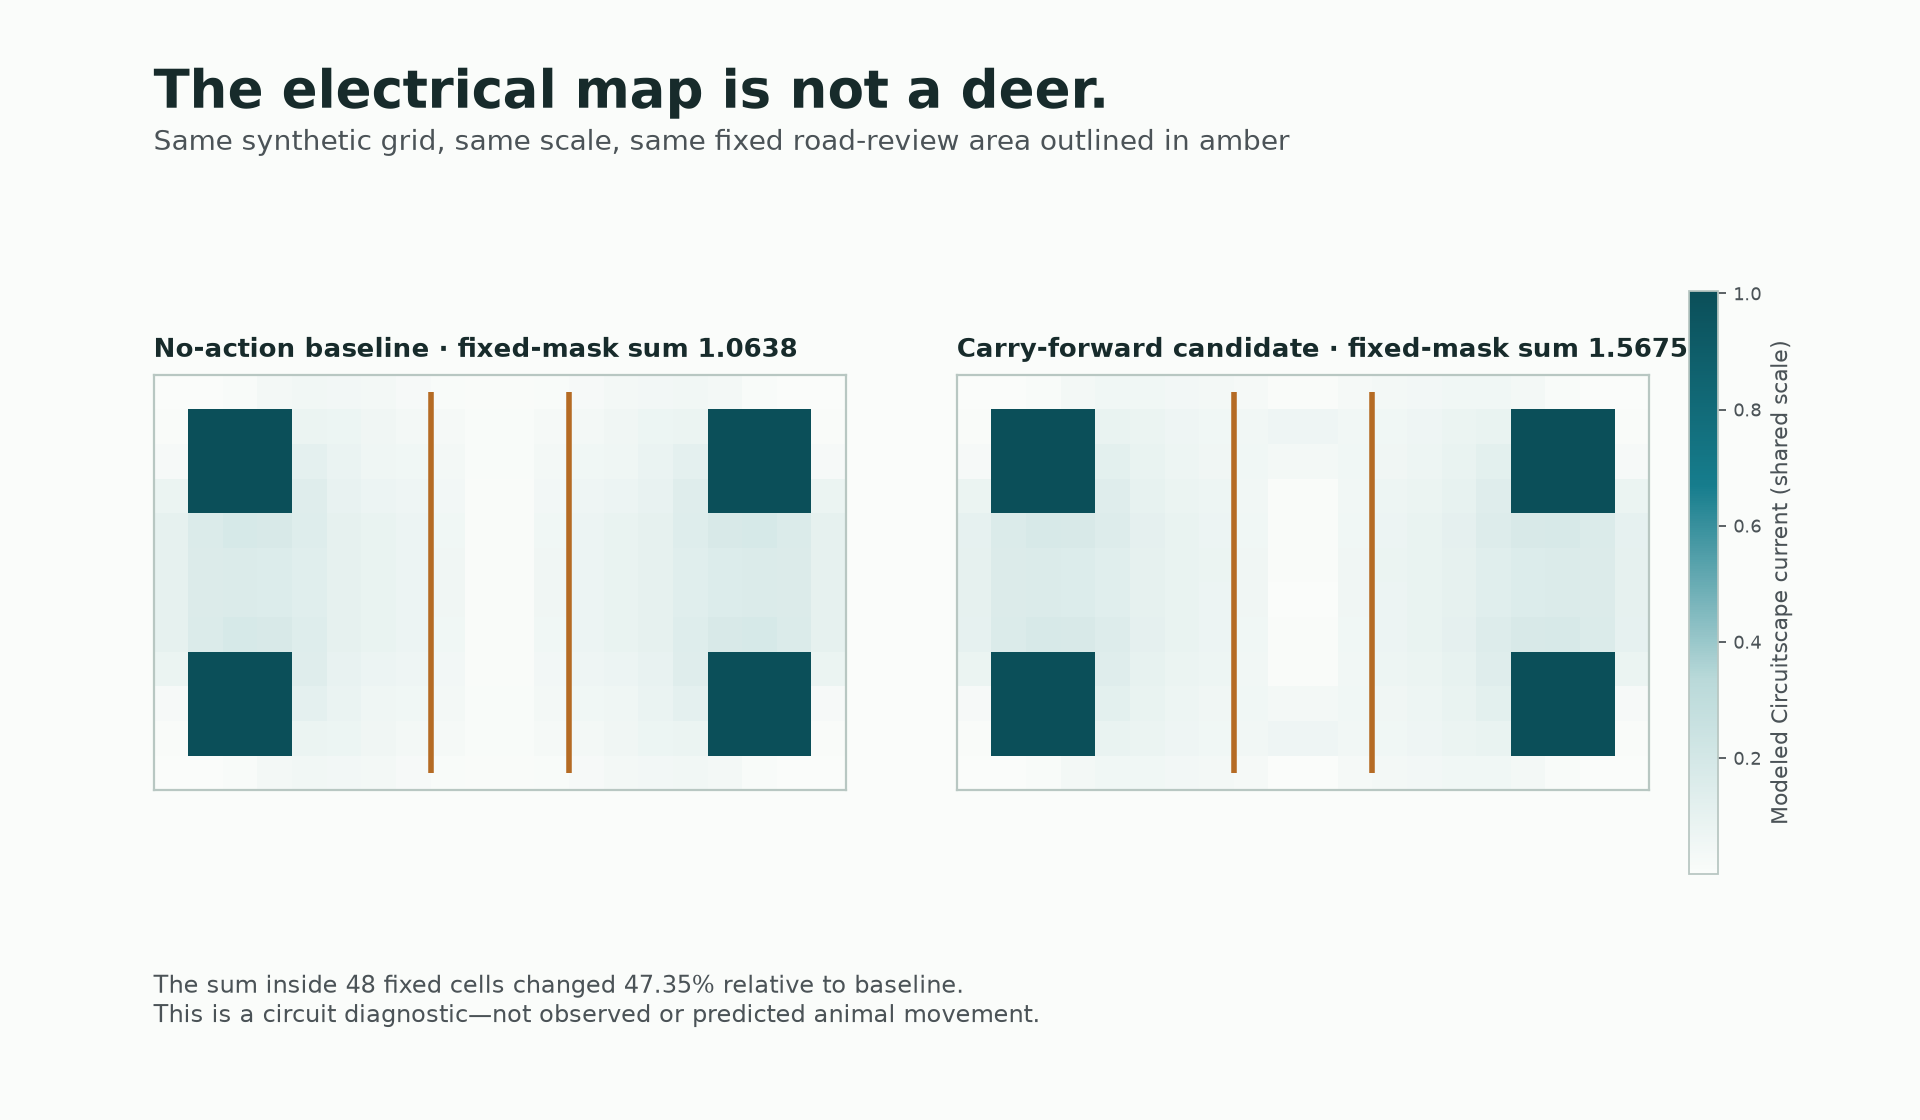 The electrical map is not a deer.
Same synthetic grid, same scale, same fixed road-review area outlined in amber
No-action baseline · fixed-mask sum 1.0638
Carry-forward candidate · fixed-mask sum 1.5675
1.0
0.8
0.6
0.4
0.2
Modeled Circuitscape current (shared scale)
The sum inside 48 fixed cells changed 47.35% relative to baseline.
This is a circuit diagnostic—not observed or predicted animal movement.